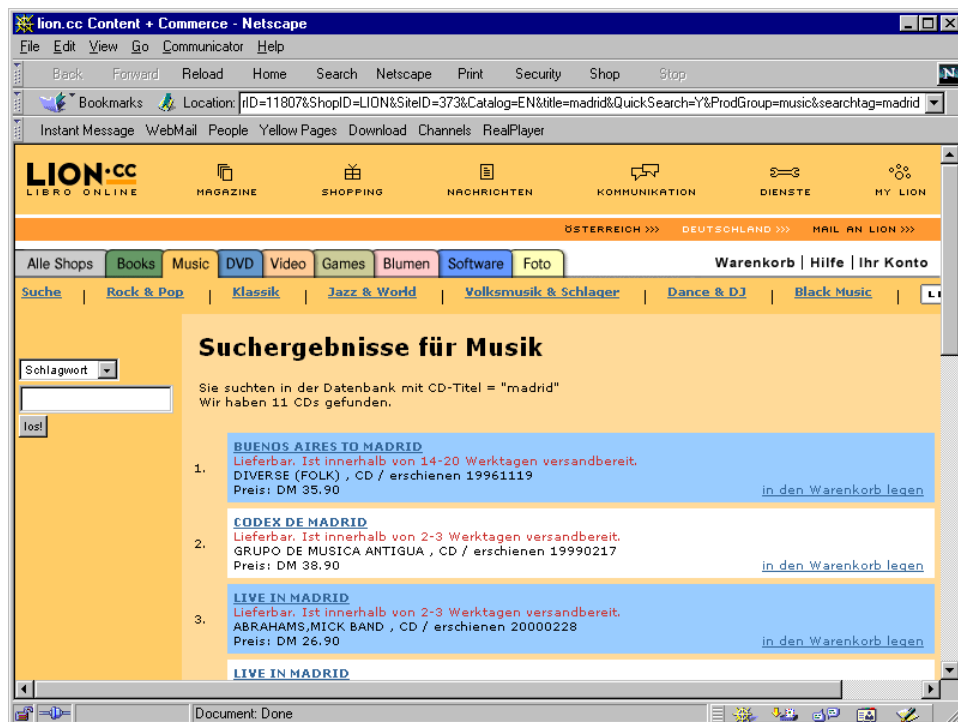 lion.cc Content + Commerce - Netscape
File Edit View Go Communicator Help
Back Forward Reload Home Search Netscape Print Security Shop Stop
N
Bookmarks Location: rID=11807&ShopID=LION&SiteID=373&Catalog=EN&title=madrid&QuickSearch=Y&ProdGroup=music&searchtag=madrid
Instant Message WebMail People Yellow Pages Download Channels RealPlayer
LION.CC
LIBRO ONLINE
MAGAZINE SHOPPING NACHRICHTEN KOMMUNIKATION DIENSTE MY LION
ÖSTERREICH >>> DEUTSCHLAND >>> MAIL AN LION >>>
Alle Shops Books Music DVD Video Games Blumen Software Foto Warenkorb | Hilfe | Ihr Konto
Suche | Rock & Pop | Klassik | Jazz & World | Volksmusik & Schlager | Dance & DJ | Black Music |
Suchergebnisse für Musik
Schlagwort
los!
Sie suchten in der Datenbank mit CD-Titel = "madrid"
Wir haben 11 CDs gefunden.
1.
BUENOS AIRES TO MADRID
Lieferbar. Ist innerhalb von 14-20 Werktagen versandbereit.
DIVERSE (FOLK) , CD / erschienen 19961119
Preis: DM 35.90 in den Warenkorb legen
2.
CODEX DE MADRID
Lieferbar. Ist innerhalb von 2-3 Werktagen versandbereit.
GRUPO DE MUSICA ANTIGUA , CD / erschienen 19990217
Preis: DM 38.90 in den Warenkorb legen
3.
LIVE IN MADRID
Lieferbar. Ist innerhalb von 2-3 Werktagen versandbereit.
ABRAHAMS,MICK BAND , CD / erschienen 20000228
Preis: DM 26.90 in den Warenkorb legen
LIVE IN MADRID
Document: Done